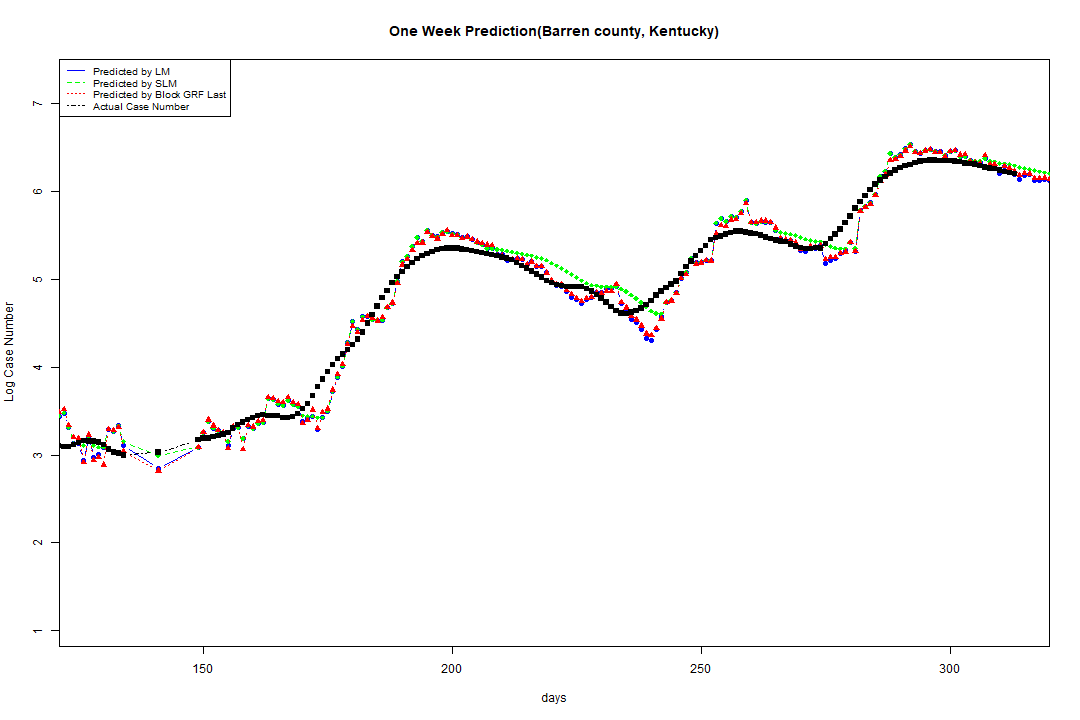 One Week Prediction(Barren county, Kentucky)
Predicted by LM
Predicted by SLM
Predicted by Block GRF Last
Actual Case Number
7
6
5
4
3
2
1
Log Case Number
150 200 250 300
days